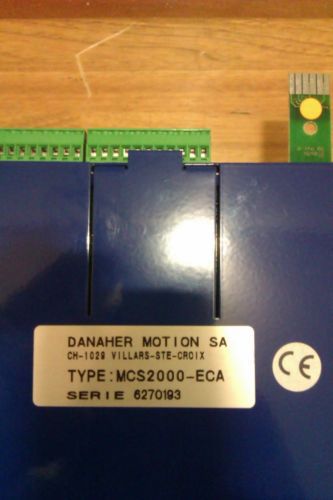 DANAHER MOTION SA
CH-1029 VILLARS-STE-CROIX
TYPE:MCS2000-ECA
SERIE 6270193
CE